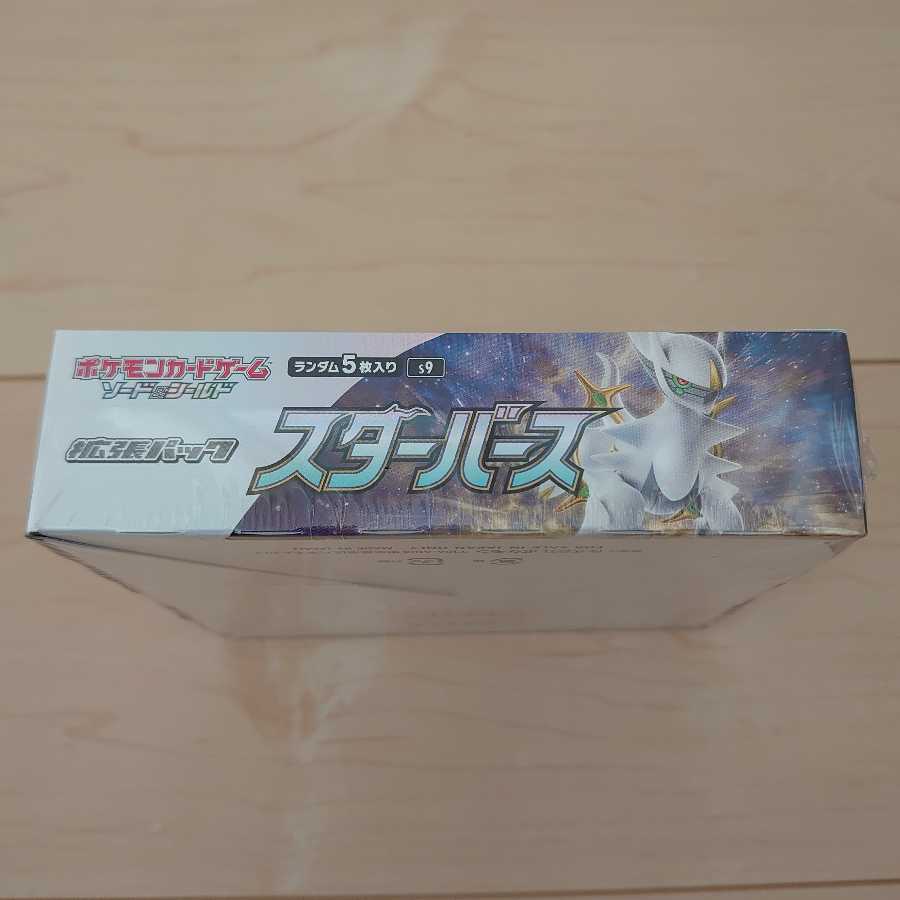 ポケモンカードゲーム
ソード&シールド
拡張パック
ランダム5枚入り s9
スターバース